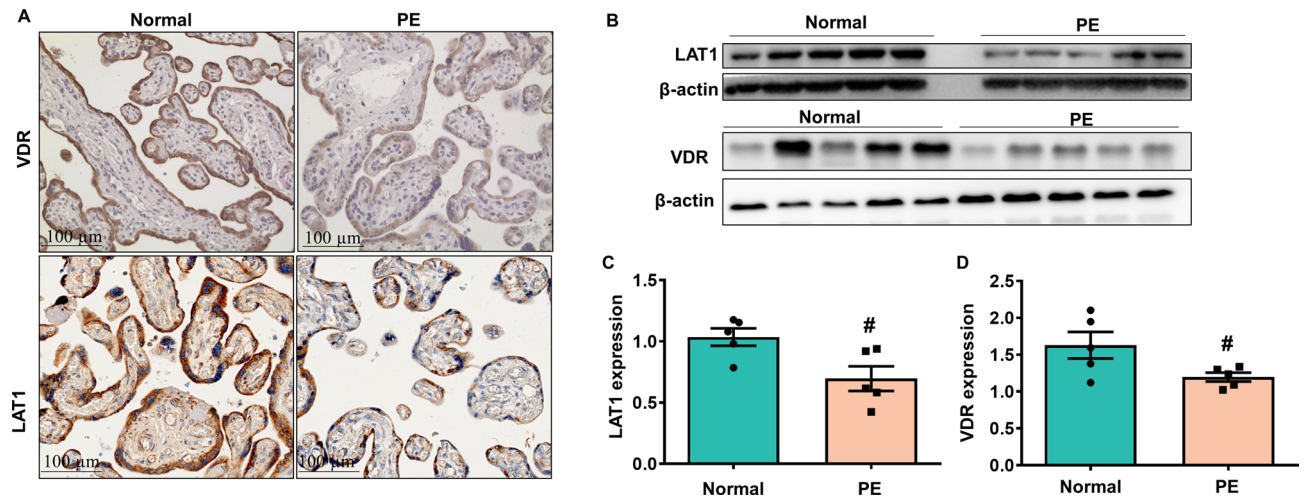 A
Normal
PE
VDR
100 µm
100 µm
LAT1
100 µm
100 µm
B
Normal
PE
LAT1
β-actin
Normal
PE
VDR
β-actin
C
LAT1 expression
1.5
1.0
0.5
0.0
#
Normal
PE
D
VDR expression
2.5
2.0
1.5
1.0
0.5
0.0
#
Normal
PE